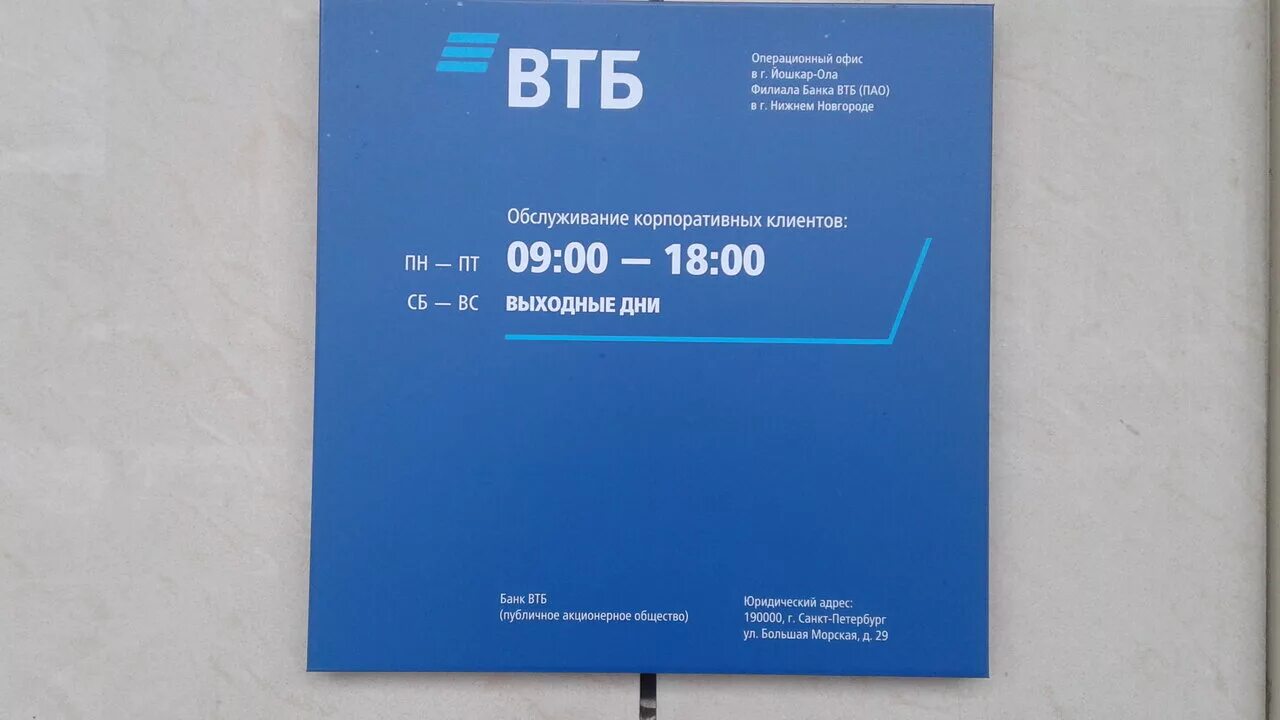 ВТБ
Операционный офис
в г. Йошкар-Ола
Филиала Банка ВТБ (ПАО)
в г. Нижнем Новгороде
Обслуживание корпоративных клиентов:
ПН — ПТ 09:00 — 18:00
СБ — ВС ВЫХОДНЫЕ ДНИ
Банк ВТБ
(публичное акционерное общество)
Юридический адрес:
190000, г. Санкт-Петербург
ул. Большая Морская, д. 29